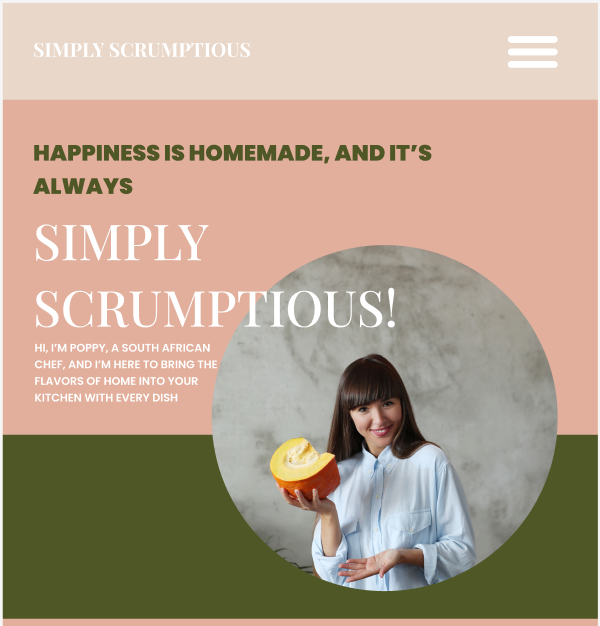 SIMPLY SCRUMPTIOUS
HAPPINESS IS HOMEMADE, AND IT’S
ALWAYS
SIMPLY
SCRUMPTIOUS!
HI, I’M POPPY, A SOUTH AFRICAN
CHEF, AND I’M HERE TO BRING THE
FLAVORS OF HOME INTO YOUR
KITCHEN WITH EVERY DISH